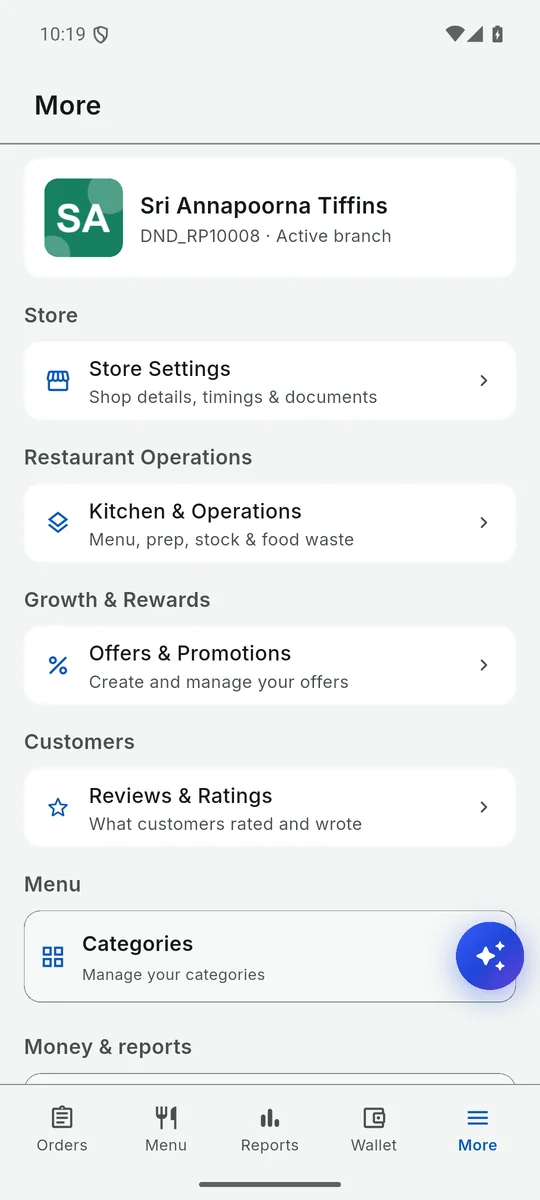 10:19
More
SA
Sri Annapoorna Tiffins
DND_RP10008 · Active branch
Store
Store Settings
Shop details, timings & documents
Restaurant Operations
Kitchen & Operations
Menu, prep, stock & food waste
Growth & Rewards
Offers & Promotions
Create and manage your offers
Customers
Reviews & Ratings
What customers rated and wrote
Menu
Categories
Manage your categories
Money & reports
Orders
Menu
Reports
Wallet
More